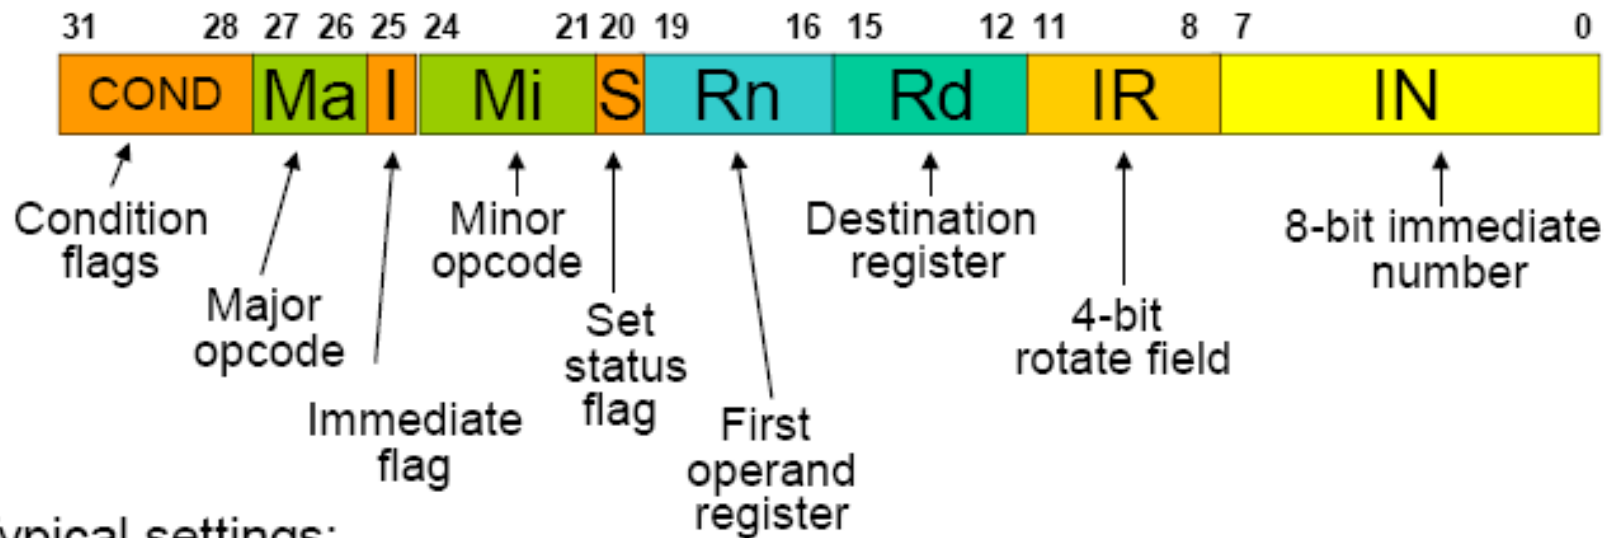 31 28 27 26 25 24 21 20 19 16 15 12 11 8 7 0
COND Ma I Mi S Rn Rd IR IN
Condition
flags
Major
opcode
Immediate
flag
Minor
opcode
Set
status
flag
First
operand
register
Destination
register
4-bit
rotate field
8-bit immediate
number
ypical settings: